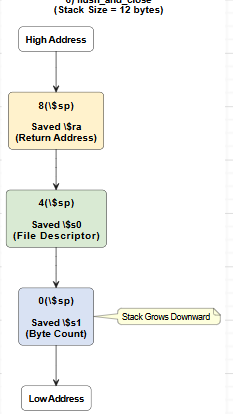 6) flush_and_close
(Stack Size = 12 bytes)
High Address
8(\$sp)
Saved \$ra
(Return Address)
4(\$sp)
Saved \$s0
(File Descriptor)
0(\$sp)
Saved \$s1
(Byte Count)
Stack Grows Downward
Low Address